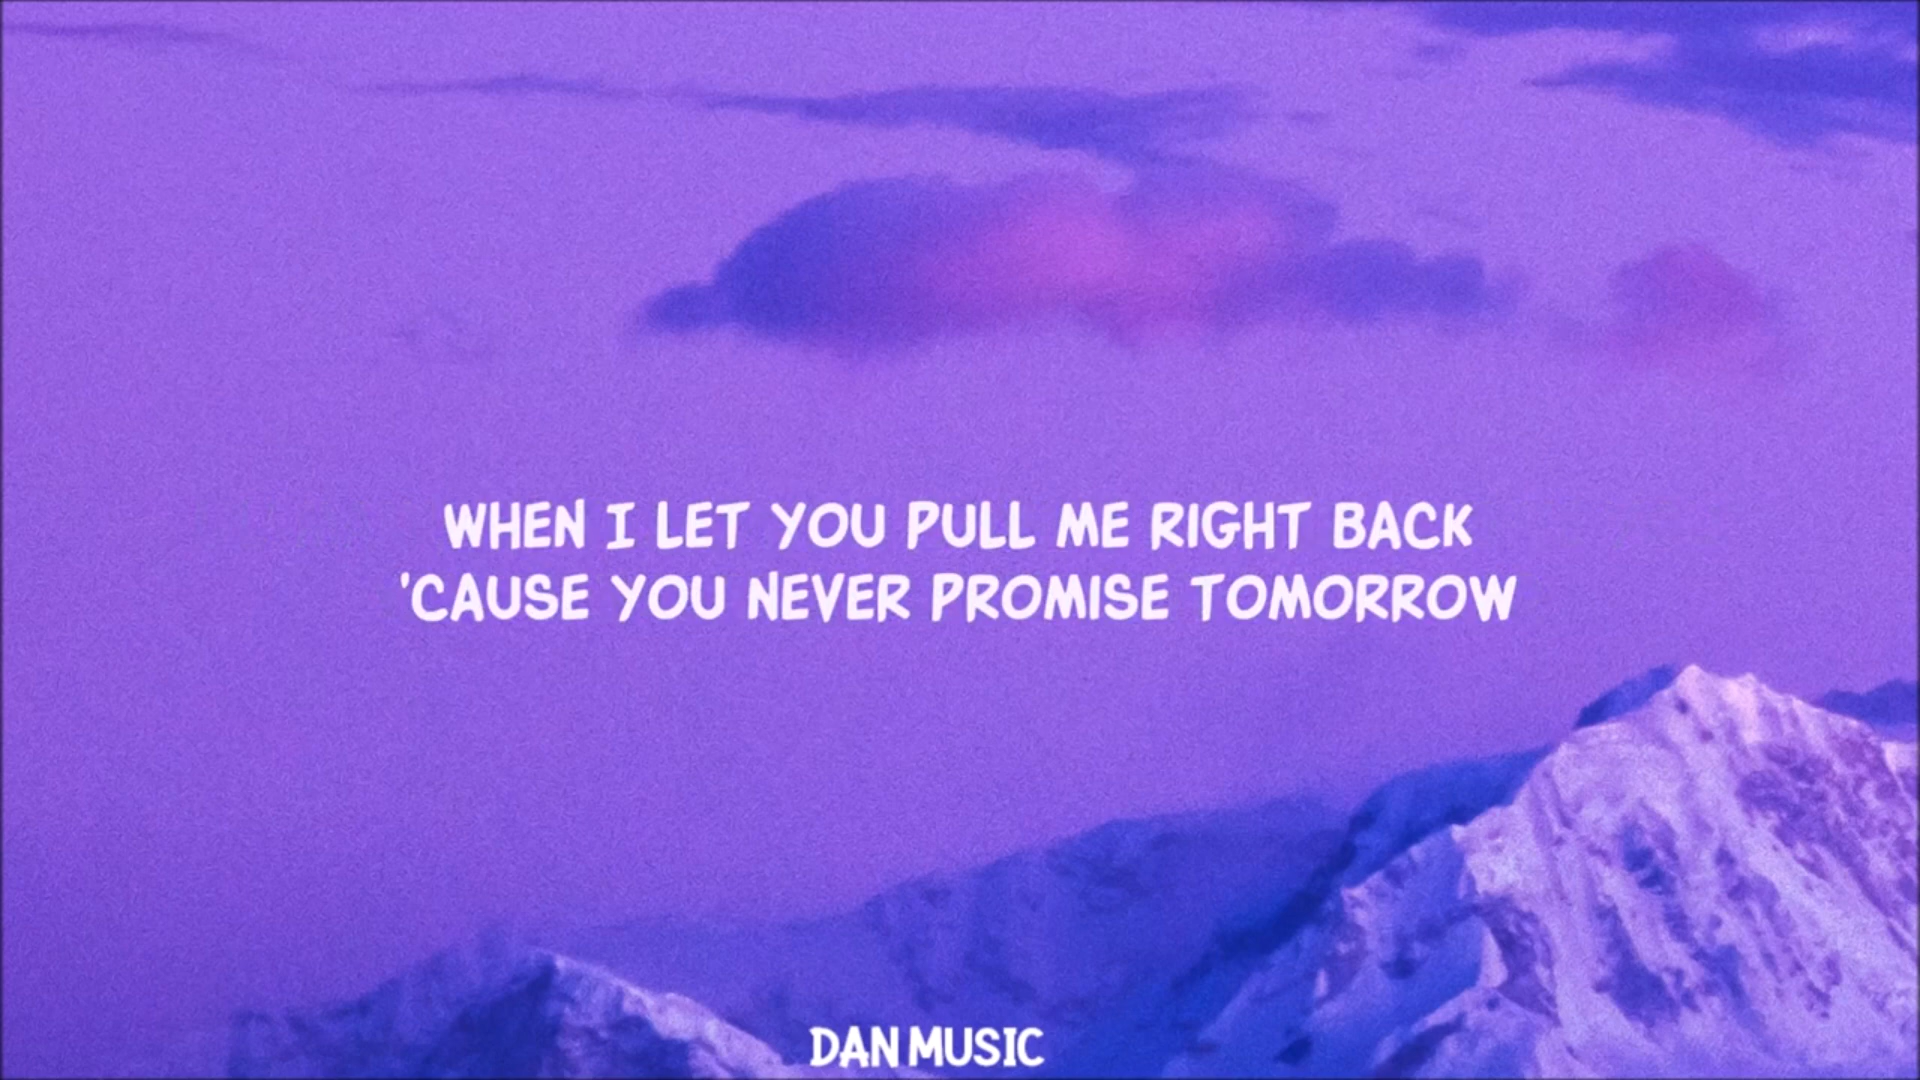 WHEN I LET YOU PULL ME RIGHT BACK
'CAUSE YOU NEVER PROMISE TOMORROW
DAN MUSIC